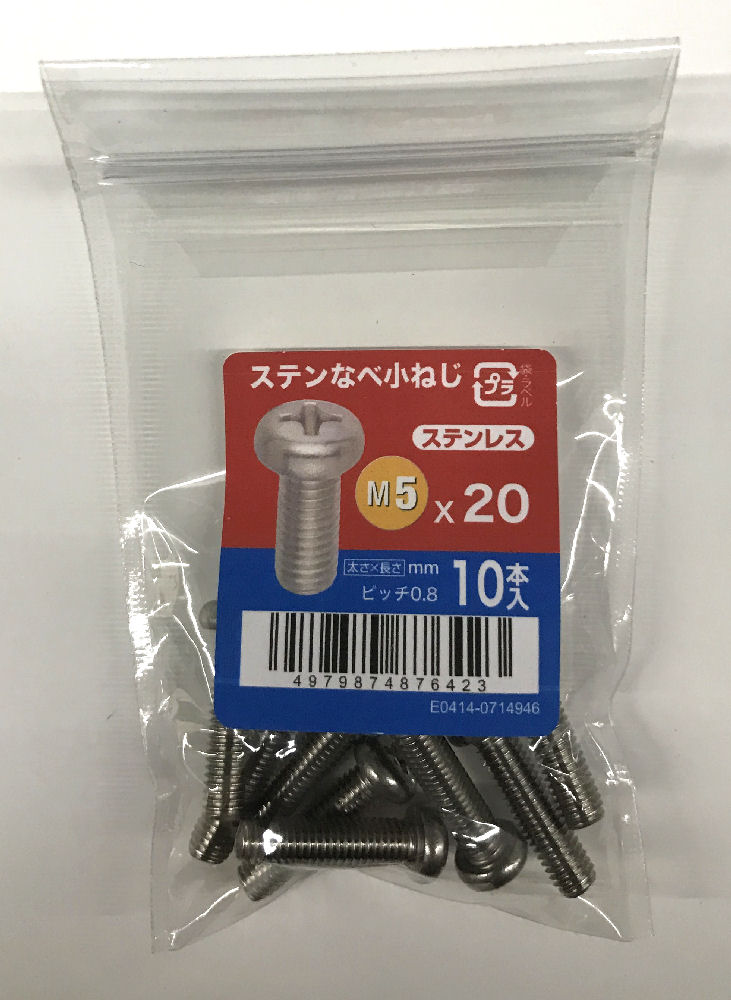 ステンなべ小ねじ
プラ
袋・ラベル
ステンレス
M5 x 20
太さ×長さ mm
ピッチ0.8
10本入
4979874876423
E0414-0714946